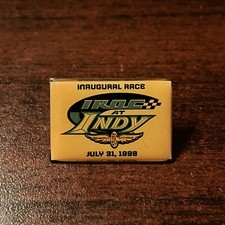 INAUGURAL RACE
IROC
AT
INDY
JULY 31, 1998